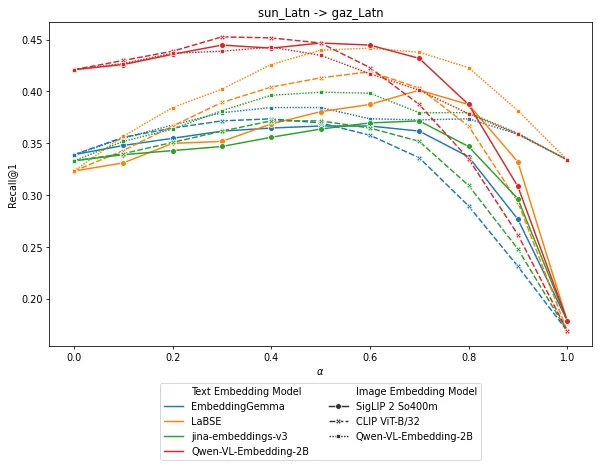 sun_Latn -> gaz_Latn
Recall@1
0.45
0.40
0.35
0.30
0.25
0.20
0.0 0.2 0.4 0.6 0.8 1.0
α
Text Embedding Model
EmbeddingGemma
LaBSE
jina-embeddings-v3
Qwen-VL-Embedding-2B
Image Embedding Model
SigLIP 2 So400m
CLIP ViT-B/32
Qwen-VL-Embedding-2B